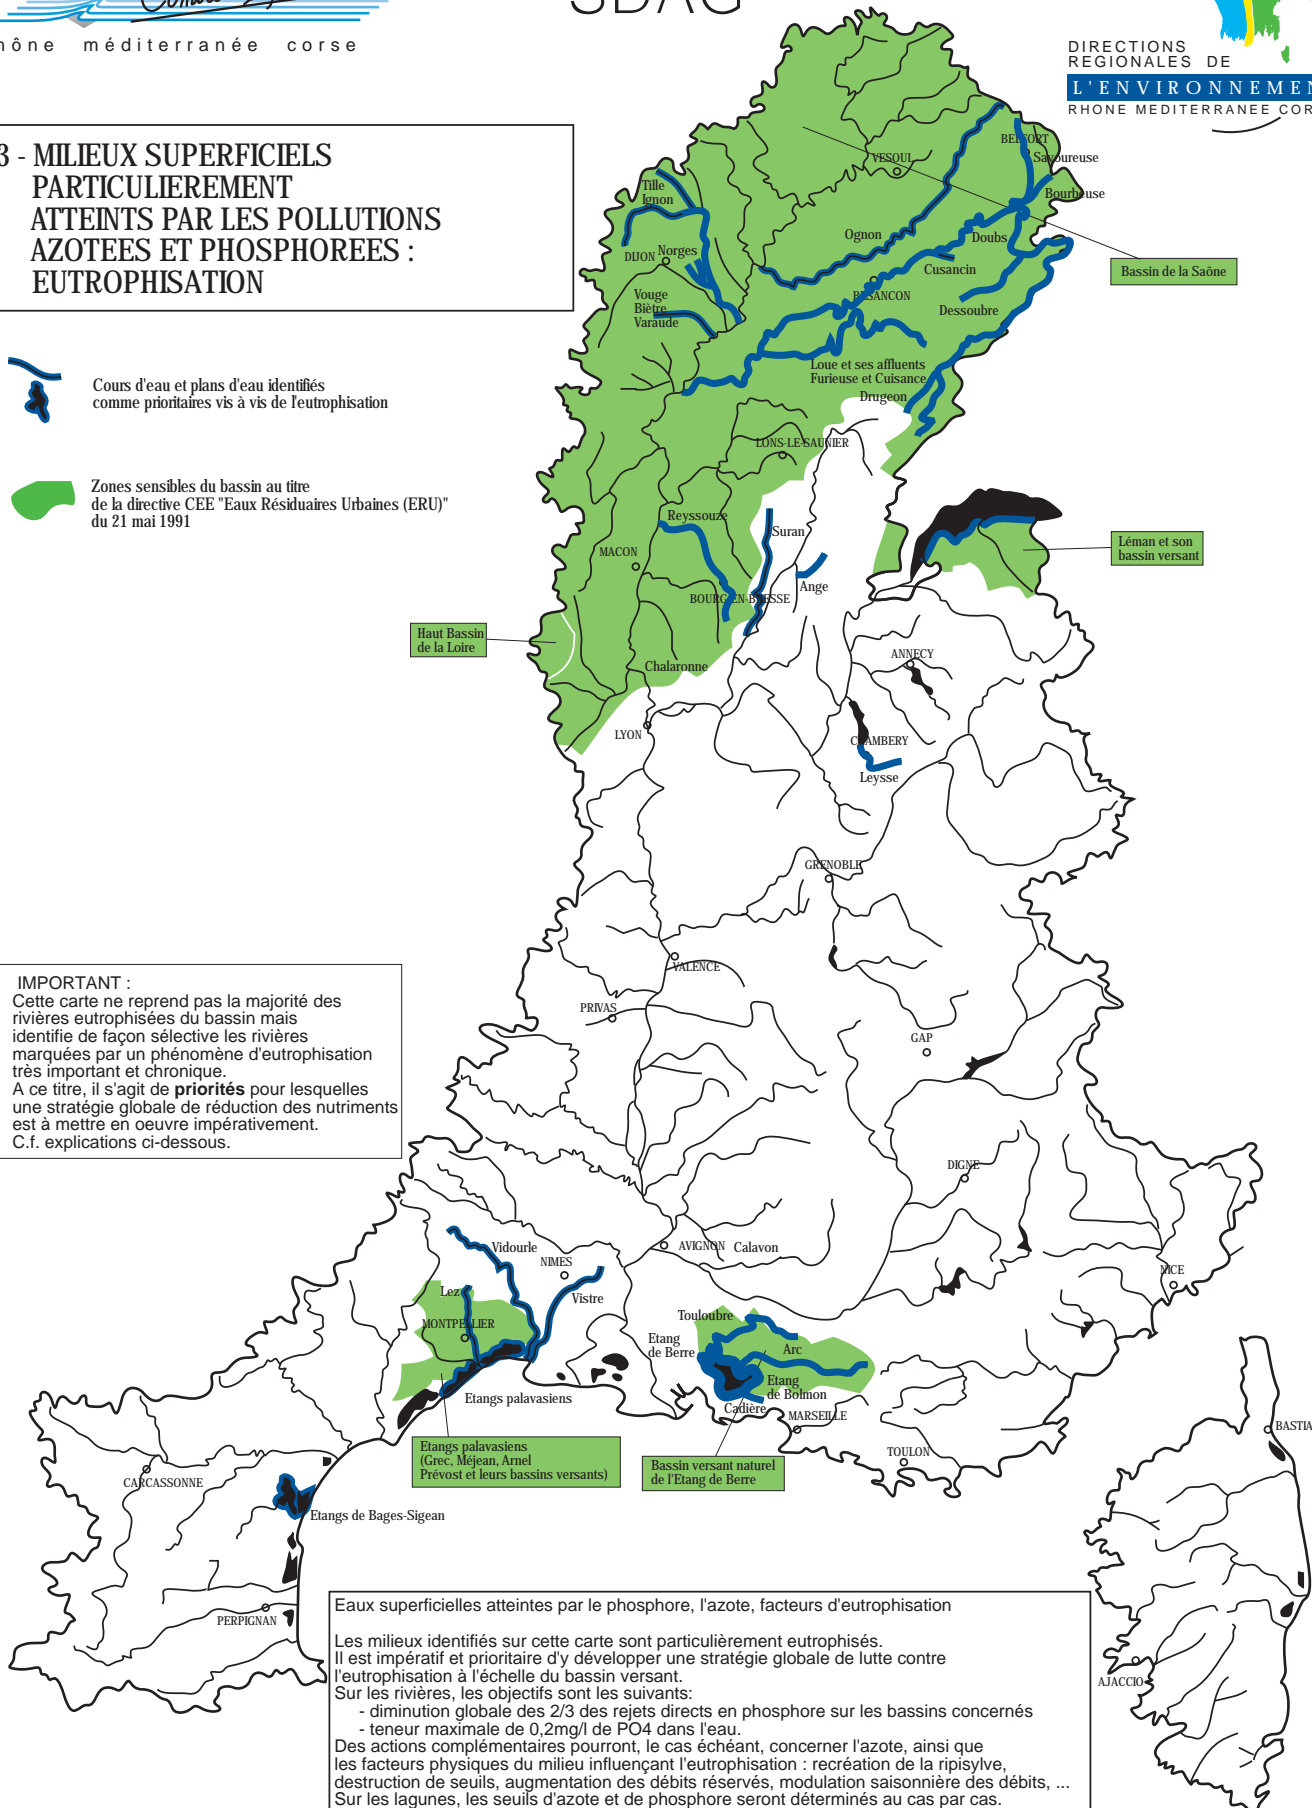 SDAG
méditerranée corse
DIRECTIONS
REGIONALES DE
RHONE MEDITERRANEE
3 - MILIEUX SUPERFICIELS
PARTICULIEREMENT
ATTEINTS PAR LES POLLUTIONS
AZOTEES ET PHOSPHOREES :
EUTROPHISATION
Cours d'eau et plans d'eau identifiés
comme prioritaires vis à vis de l'eutrophisation
Zones sensibles du bassin au titre
de la directive CEE "Eaux Résiduaires Urbaines (ERU)"
du 21 mai 1991
VESOUL
BELFORT
Savoureuse
Bourbeuse
Tille
Ignon
Ognon
Doubs
DIJON
Norges
Cusancin
Bassin de la Saône
BESANCON
Vouge
Biètre
Varaude
Dessoubre
Loue et ses affluents
Furieuse et Cuisance
Drugeon
LONS-LE-SAUNIER
Reyssouze
Suran
MACON
Ange
Léman et son
bassin versant
BOURG-EN-BRESSE
Haut Bassin
de la Loire
Chalaronne
ANNECY
LYON
CHAMBERY
Leysse
GRENOBLE
VALENCE
PRIVAS
GAP
IMPORTANT :
Cette carte ne reprend pas la majorité des
rivières eutrophisées du bassin mais
identifie de façon sélective les rivières
marquées par un phénomène d'eutrophisation
très important et chronique.
A ce titre, il s'agit de priorités pour lesquelles
une stratégie globale de réduction des nutriments
est à mettre en oeuvre impérativement.
C.f. explications ci-dessous.
DIGNE
Vidourle
NIMES
AVIGNON
Calavon
NICE
Lez
Vistre
MONTPELLIER
Touloubre
Etang
de Berre
Arc
Etang
de Bolmon
Etangs palavasiens
Cadière
MARSEILLE
TOULON
BASTIA
Etangs palavasiens
(Grec, Méjean, Arnel
Prévost et leurs bassins versants)
Bassin versant naturel
de l'Etang de Berre
CARCASSONNE
Etangs de Bages-Sigean
PERPIGNAN
AJACCIO
Eaux superficielles atteintes par le phosphore, l'azote, facteurs d'eutrophisation
Les milieux identifiés sur cette carte sont particulièrement eutrophisés.
Il est impératif et prioritaire d'y développer une stratégie globale de lutte contre
l'eutrophisation à l'échelle du bassin versant.
Sur les rivières, les objectifs sont les suivants:
- diminution globale des 2/3 des rejets directs en phosphore sur les bassins concernés
- teneur maximale de 0,2mg/l de PO4 dans l'eau.
Des actions complémentaires pourront, le cas échéant, concerner l'azote, ainsi que
les facteurs physiques du milieu influençant l'eutrophisation : recréation de la ripisylve,
destruction de seuils, augmentation des débits réservés, modulation saisonnière des débits, ...
Sur les lagunes, les seuils d'azote et de phosphore seront déterminés au cas par cas.